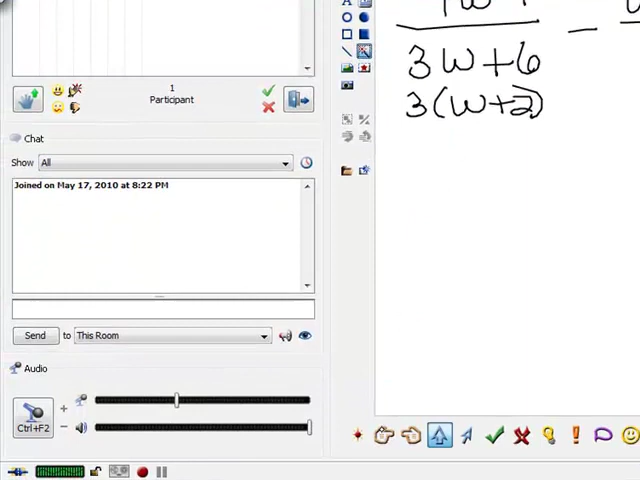 3w+6
1
Participant
3(w+2)
Chat
Show All
Joined on May 17, 2010 at 8:22 PM
Send to This Room
Audio
Ctrl+F2